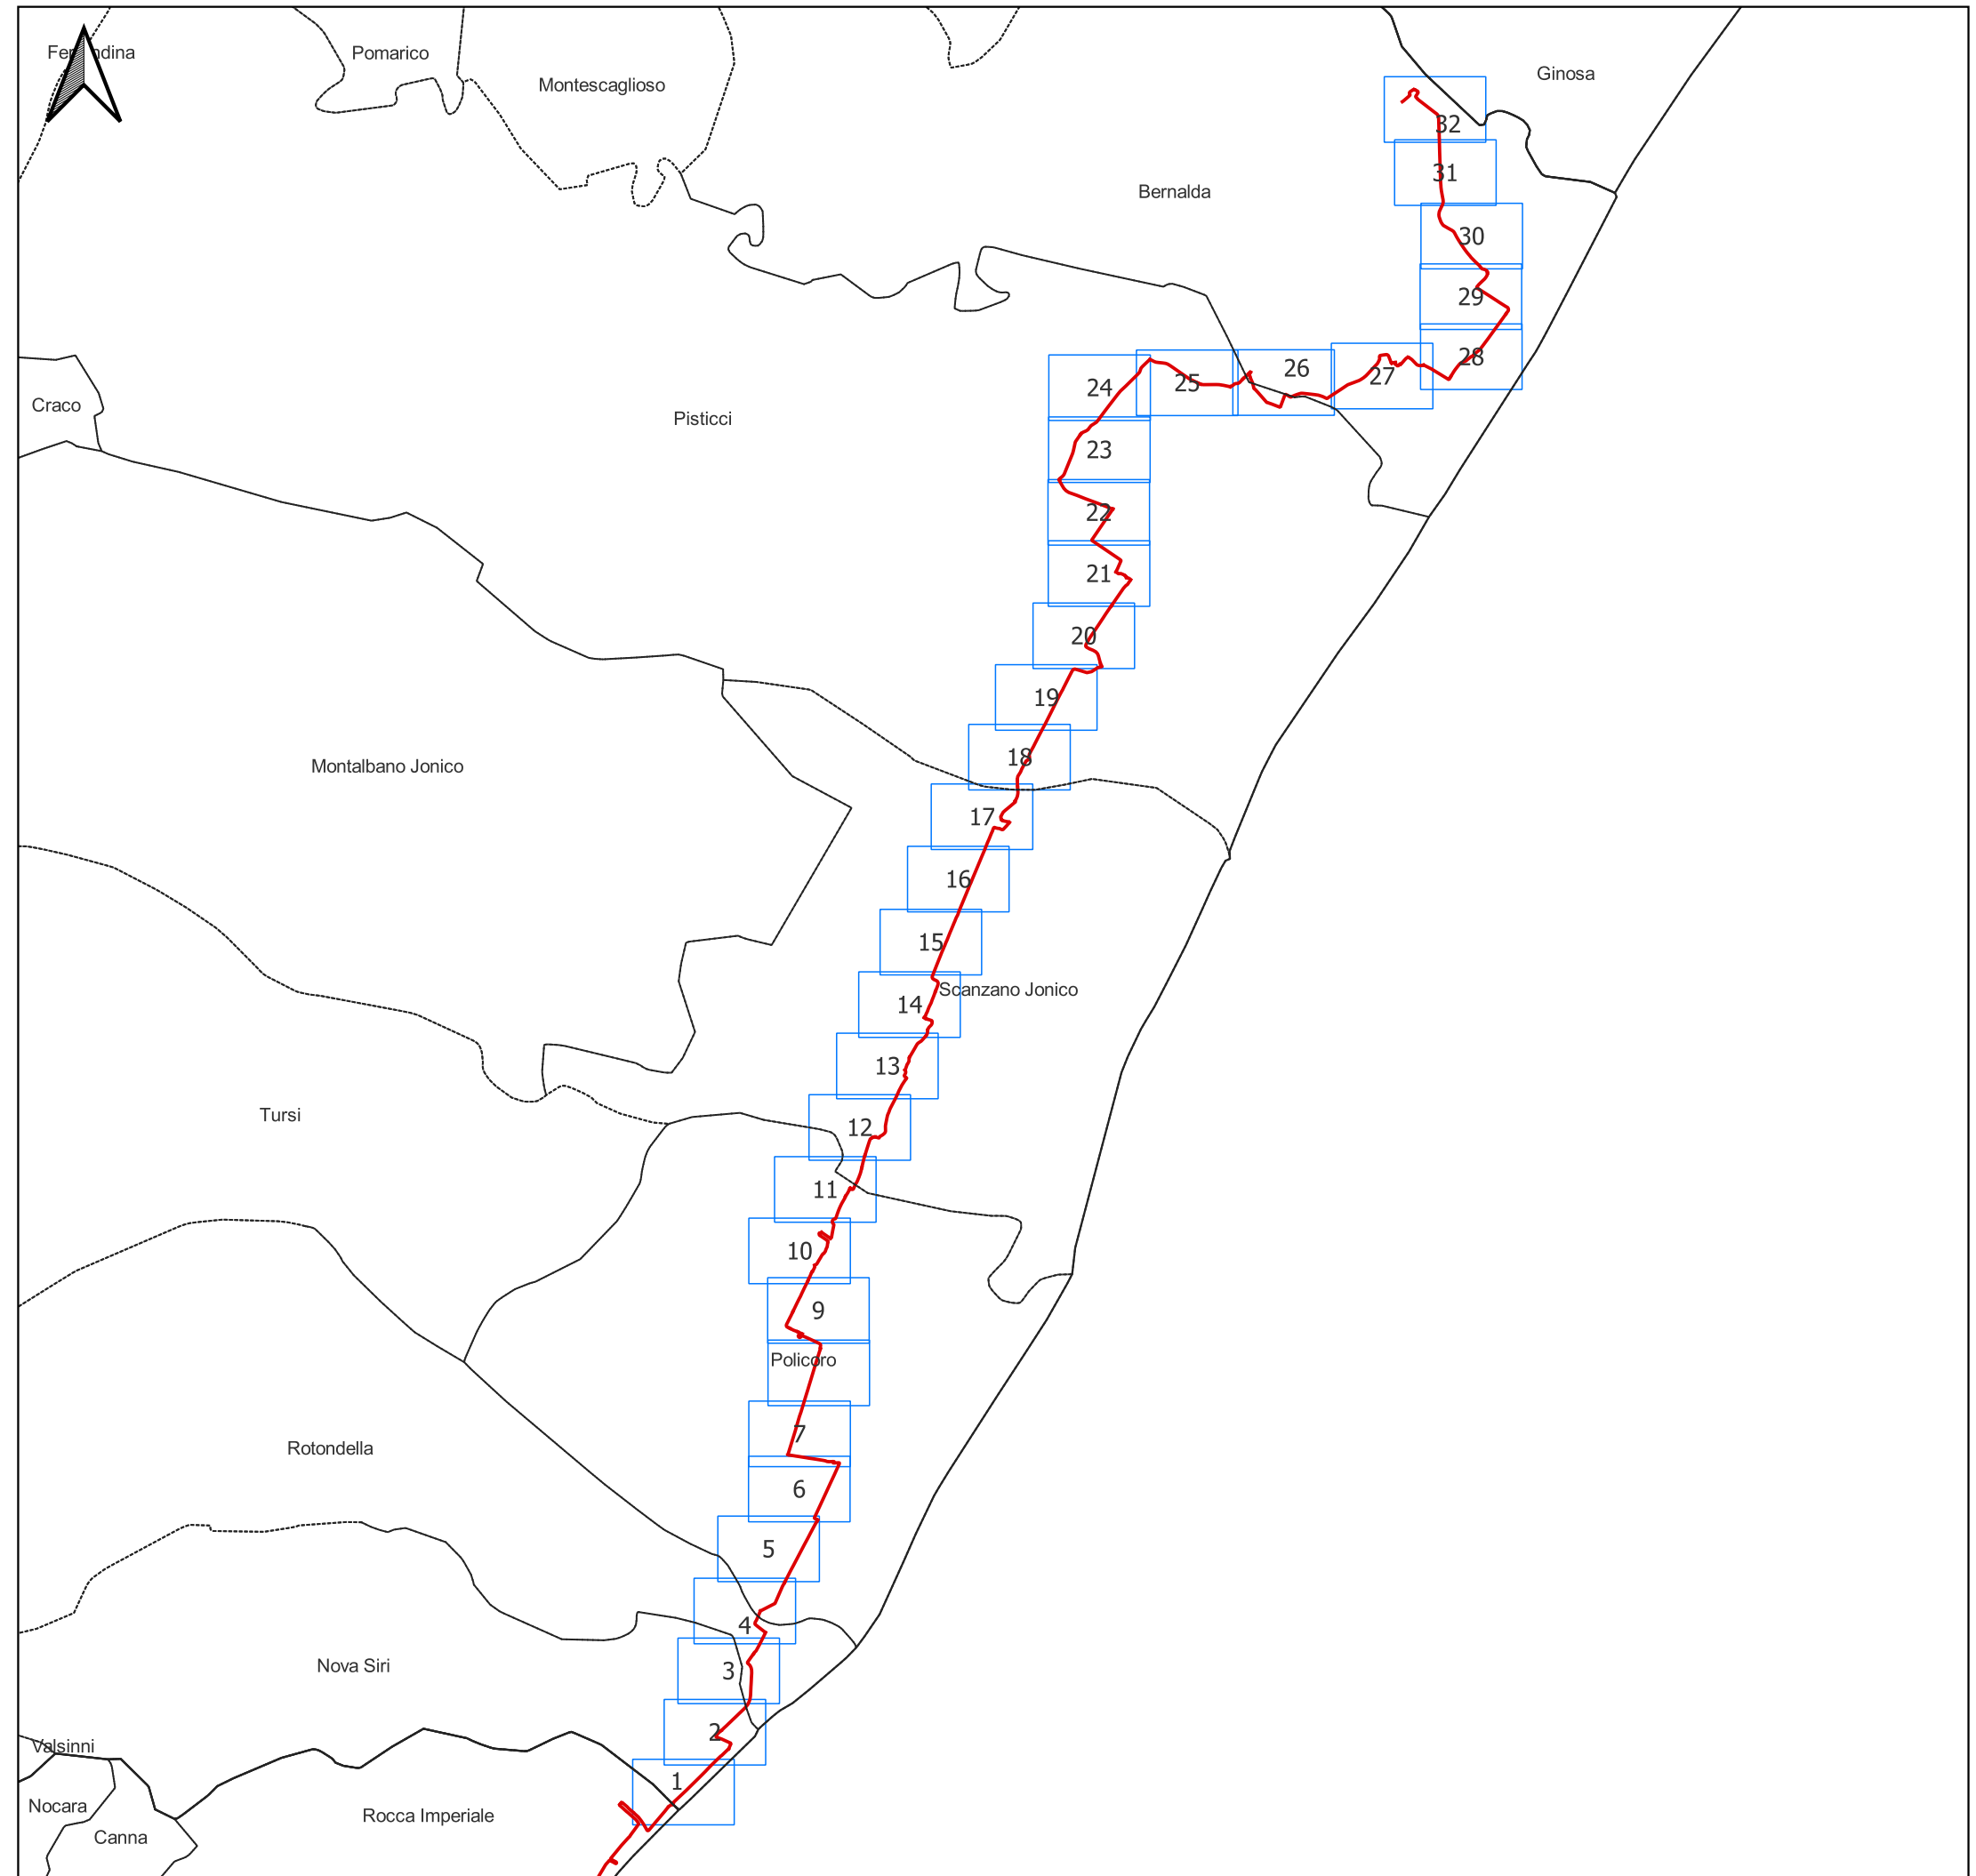 Ferrandina
Pomarico
Montescaglioso
Ginosa
32
31
Bernalda
30
29
28
26
27
25
24
Craco
Pisticci
23
22
21
20
19
18
Montalbano Jonico
17
16
15
Scanzano Jonico
14
13
12
Tursi
11
10
9
Policoro
7
Rotondella
6
5
4
Nova Siri
3
2
Valsinni
1
Nocara
Rocca Imperiale
Canna